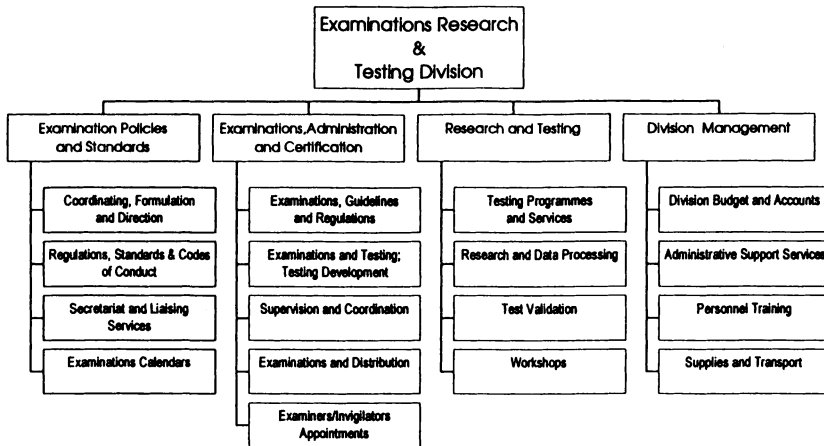 Examinations Research
&
Testing Division
Examination Policies
and Standards
Examinations,Administration
and Certification
Research and Testing
Division Management
Coordinating, Formulation
and Direction
Regulations, Standards & Codes
of Conduct
Secretariat and Liaising
Services
Examinations Calendars
Examinations, Guidelines
and Regulations
Examinations and Testing;
Testing Development
Supervision and Coordination
Examinations and Distribution
Examiners/Invigilators
Appointments
Testing Programmes
and Services
Research and Data Processing
Test Validation
Workshops
Division Budget and Accounts
Administrative Support Services
Personnel Training
Supplies and Transport